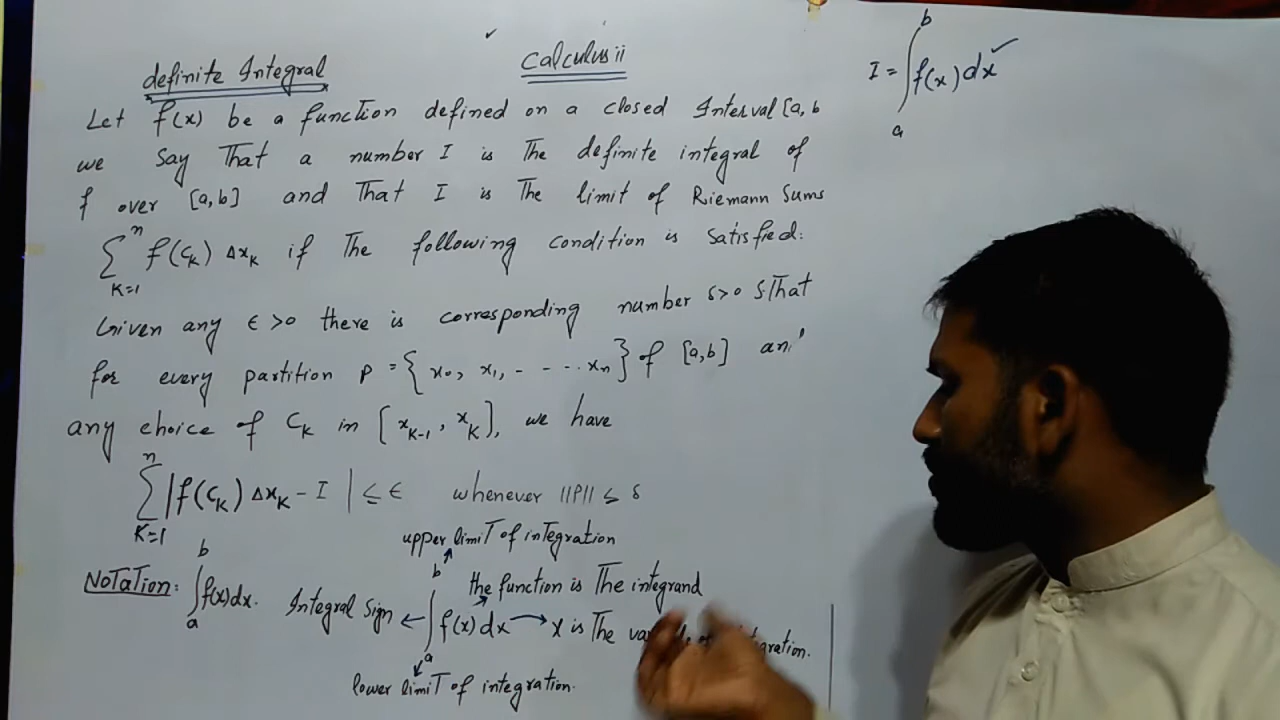 Calculus ii
definite Integral
Let f(x) be a function defined on a closed Interval [a, b
we say That a number I is The definite integral of
f over [a,b] and That I is The limit of Riemann Sums
∑ₖ₌₁ⁿ f(cₖ) Δxₖ if The following condition is satisfied:
Given any ϵ>0 there is corresponding number δ>0 S.That
for every partition P = {x₀, x₁, - - - ·· xₙ} of [a,b] an
any choice of Cₖ in [xₖ₋₁, xₖ], we have
∑ₖ₌₁ⁿ |f(cₖ) Δxₖ - I | ≤ ϵ whenever ||P|| ≤ δ
NOTATION: ∫ₐᵇ f(x)dx.
upper limiT of inTegration
the function is The integrand
Integral Sign ← ∫ₐᵇ f(x) dx → x is The integration.
lower limiT of integration.
I = ∫ₐᵇ f(x) dx ✓